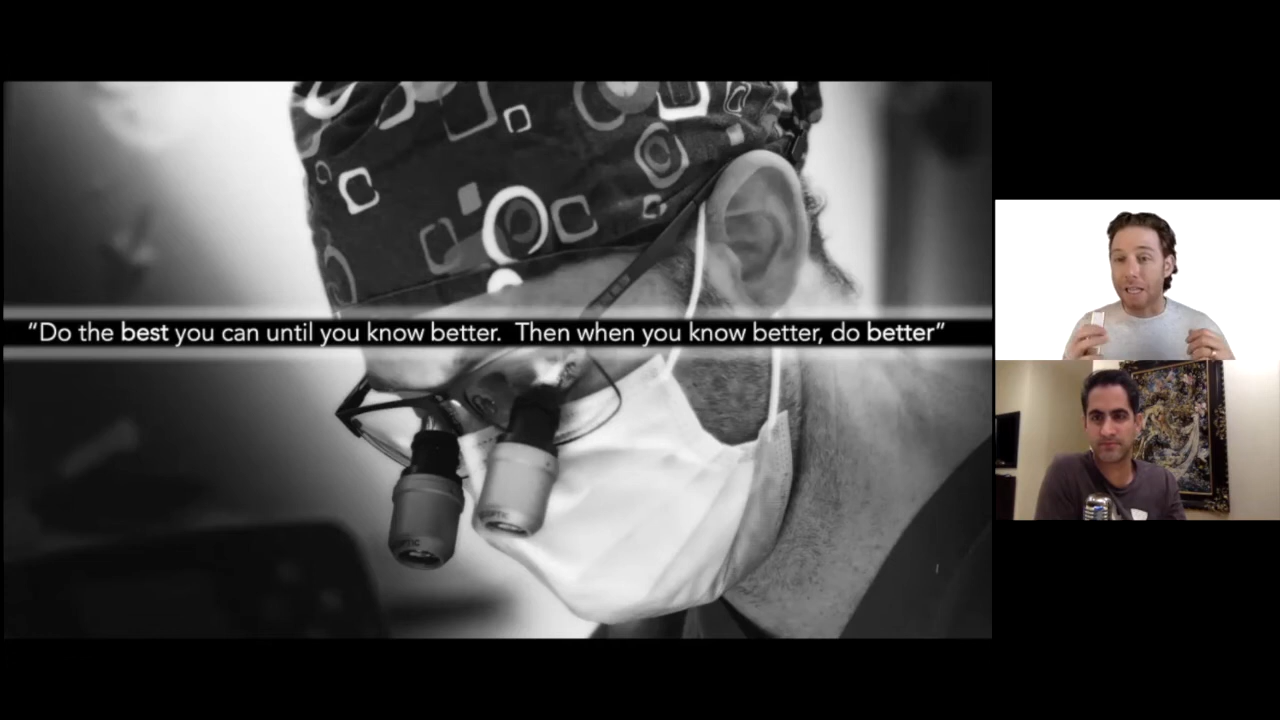 “Do the best you can until you know better. Then when you know better, do better”